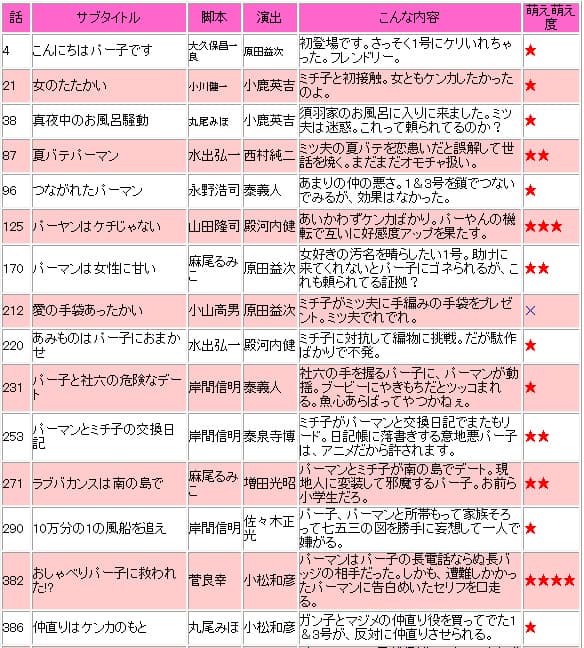 話 サブタイトル 脚本 演出 こんな内容 萌え萌え度
4 こんにちはパー子です 大久保昌一良 原田益次 初登場です。さっそく1号にケリいれちゃった。フレンドリー。 ★
21 女のたたかい 小川健一 小鹿英吉 ミチ子と初接触。女ともケンカしたかったのよ。 ★
38 真夜中のお風呂騒動 丸尾みほ 小鹿英吉 須羽家のお風呂に入りに来ました。ミツ夫は迷惑。これって頼られてるのか？ ★
87 夏バテパーマン 水出弘一 西村純二 ミツ夫の夏バテを恋患いだと誤解して世話を焼く。まだまだオモチャ扱い。 ★★
96 つながれたパーマン 永野浩司 泰義人 あまりの仲の悪さ。1＆3号を鎖でつないでみるが、効果はなかった。 ★
125 パーヤンはケチじゃない 山田隆司 殿河内健 あいかわずケンカばかり。パーやんの機転で互いに好感度アップを果たす。 ★★★
170 パーマンは女性に甘い 麻尾るみこ 原田益次 女好きの汚名を晴らしたい1号。助けに来てくれないとパー子にゴネられるが、これも頼られてる証拠？ ★★
212 愛の手袋あったかい 小山高男 原田益次 ミチ子がミツ夫に手編みの手袋をプレゼント。ミツ夫でれでれ。 ×
220 あみものはパー子におまかせ 水出弘一 殿河内健 ミチ子に対抗して編物に挑戦。だが駄作ばかりで不発。 ★
231 パー子と社六の危険なデート 岸間信明 泰義人 社六の手を握るパー子に、パーマンが動揺。ブービーにやきもちだとツッコまれる。魚心あらばってやつかねぇ。 ★
253 パーマンとミチ子の交換日記 岸間信明 泰泉寺博 ミチ子がパーマンと交換日記でまたもリード。日記帳に落書きする意地悪パー子は、アニメだから許されます。 ★★
271 ラブバカンスは南の島で 麻尾るみこ 増田光昭 パーマンとミチ子が南の島でデート。現地人に変装して邪魔するパー子。お前ら小学生だろ。 ★★
290 10万分の1の風船を追え 岸間信明 佐々木正光 パー子、パーマンと所帯もって家族そろって七五三の図を勝手に妄想して一人で嫌がる。 ★
382 おしゃべりパー子に救われた!? 菅良幸 小松和彦 パーマンはパー子の長電話ならぬ長バッジの相手だった。しかも、遭難しかかったパーマンに告白めいたセリフを口走る。 ★★★★
386 仲直りはケンカのもと 丸尾みほ 小松和彦 ガン子とマジメの仲直り役を買ってでた1＆3号が、反対に仲直りさせられる。 ★